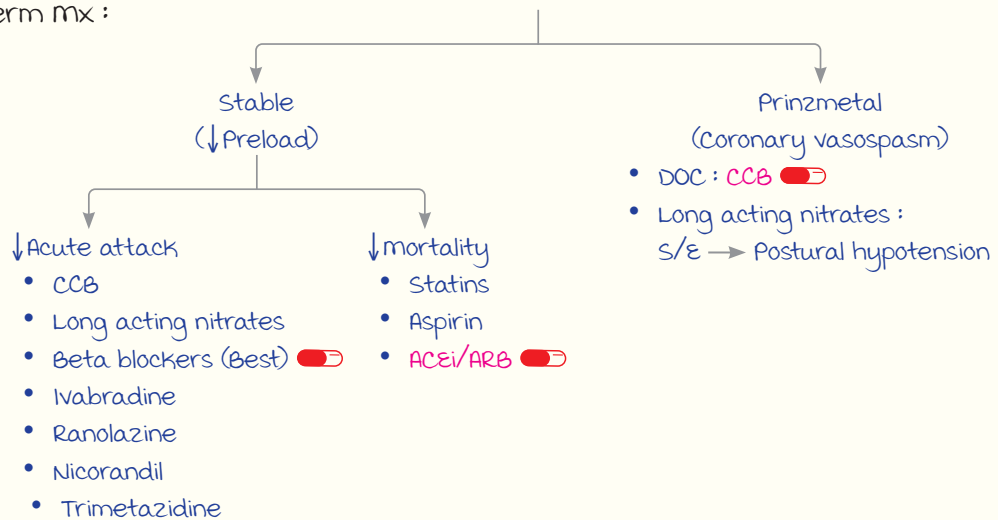 erm Mx :
Stable
(↓Preload)
↓Acute attack
• CCB
• Long acting nitrates
• Beta blockers (Best)
• Ivabradine
• Ranolazine
• Nicorandil
• Trimetazidine
↓mortality
• Statins
• Aspirin
• ACEi/ARB
Prinzmetal
(Coronary vasospasm)
• DOC : CCB
• Long acting nitrates :
S/E → Postural hypotension